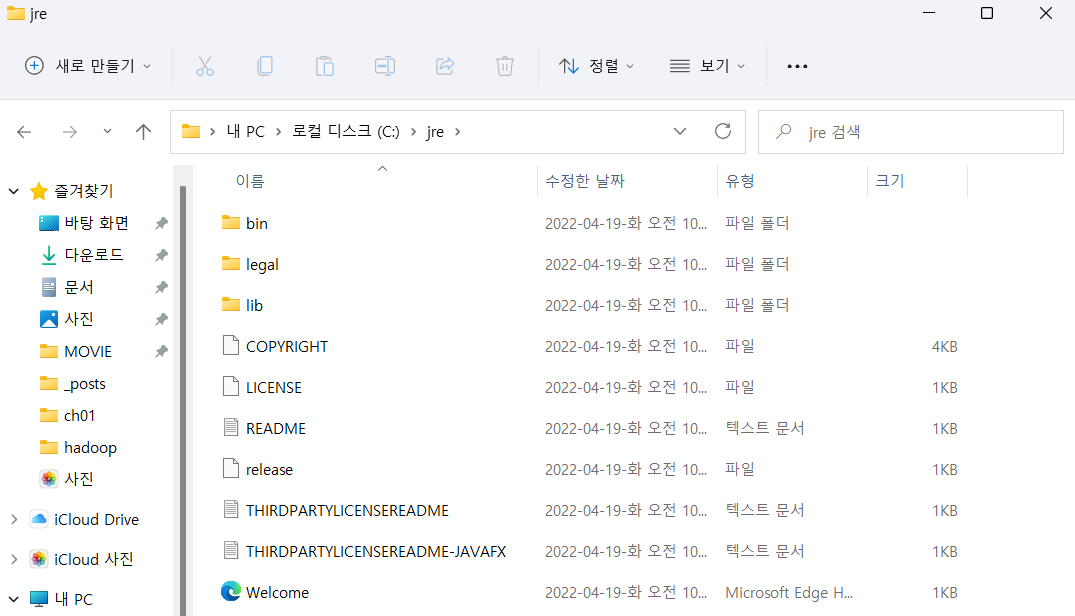 jre
새로 만들기
정렬
보기
내 PC
로컬 디스크 (C:)
jre
jre 검색
이름
수정한 날짜
유형
크기
즐겨찾기
바탕 화면
다운로드
문서
사진
MOVIE
_posts
ch01
hadoop
사진
iCloud Drive
iCloud 사진
내 PC
bin 2022-04-19-화 오전 10... 파일 폴더
legal 2022-04-19-화 오전 10... 파일 폴더
lib 2022-04-19-화 오전 10... 파일 폴더
COPYRIGHT 2022-04-19-화 오전 10... 파일 4KB
LICENSE 2022-04-19-화 오전 10... 파일 1KB
README 2022-04-19-화 오전 10... 텍스트 문서 1KB
release 2022-04-19-화 오전 10... 파일 1KB
THIRDPARTYLICENSEREADME 2022-04-19-화 오전 10... 텍스트 문서 1KB
THIRDPARTYLICENSEREADME-JAVAFX 2022-04-19-화 오전 10... 텍스트 문서 1KB
Welcome 2022-04-19-화 오전 10... Microsoft Edge H... 1KB